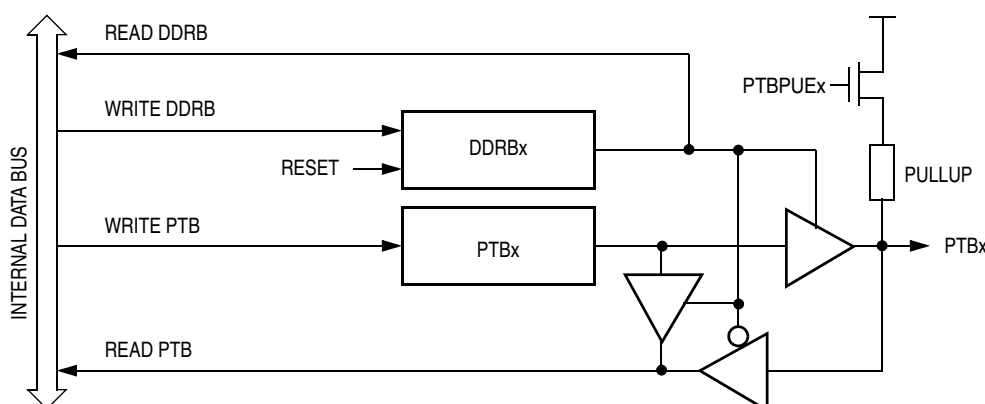 READ DDRB
PTBPUEx
WRITE DDRB
DDRBx
RESET
PULLUP
WRITE PTB
PTBx
PTBx
INTERNAL DATA BUS
READ PTB